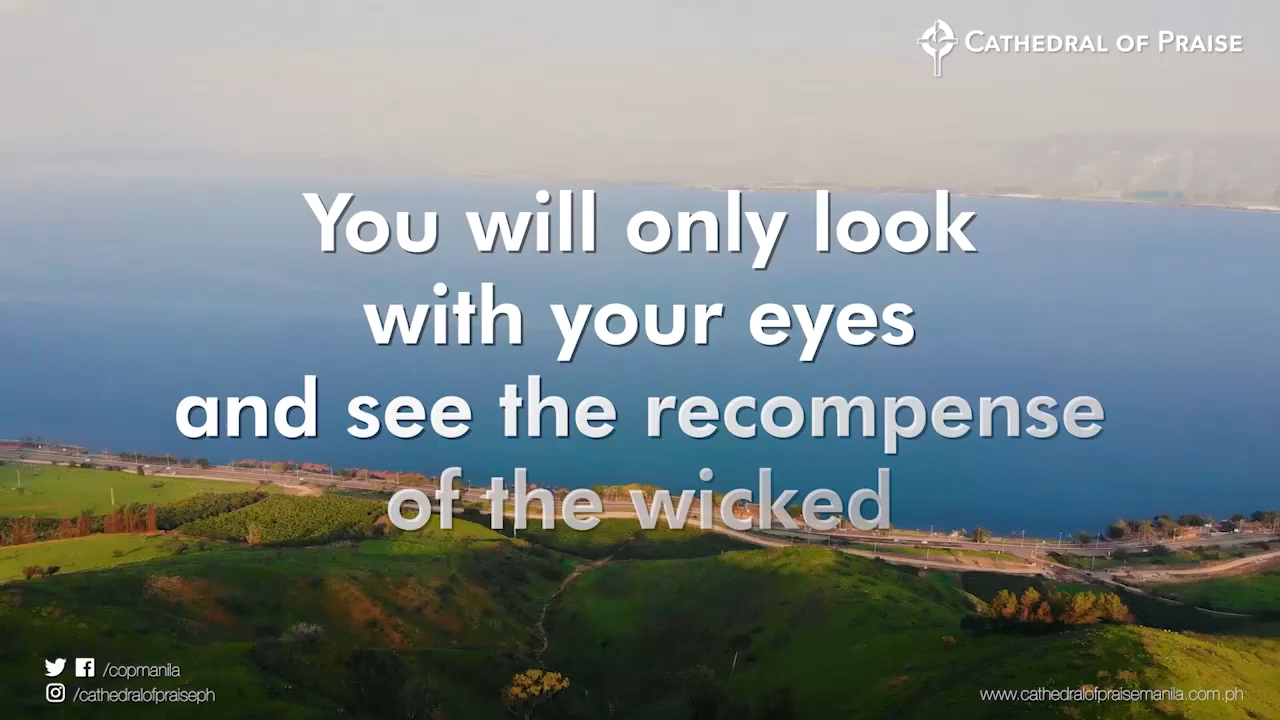 CATHEDRAL OF PRAISE
You will only look
with your eyes
and see the recompense
of the wicked
/copmanila
/cathedralofpraiseph
www.cathedralofpraisemanila.com.ph